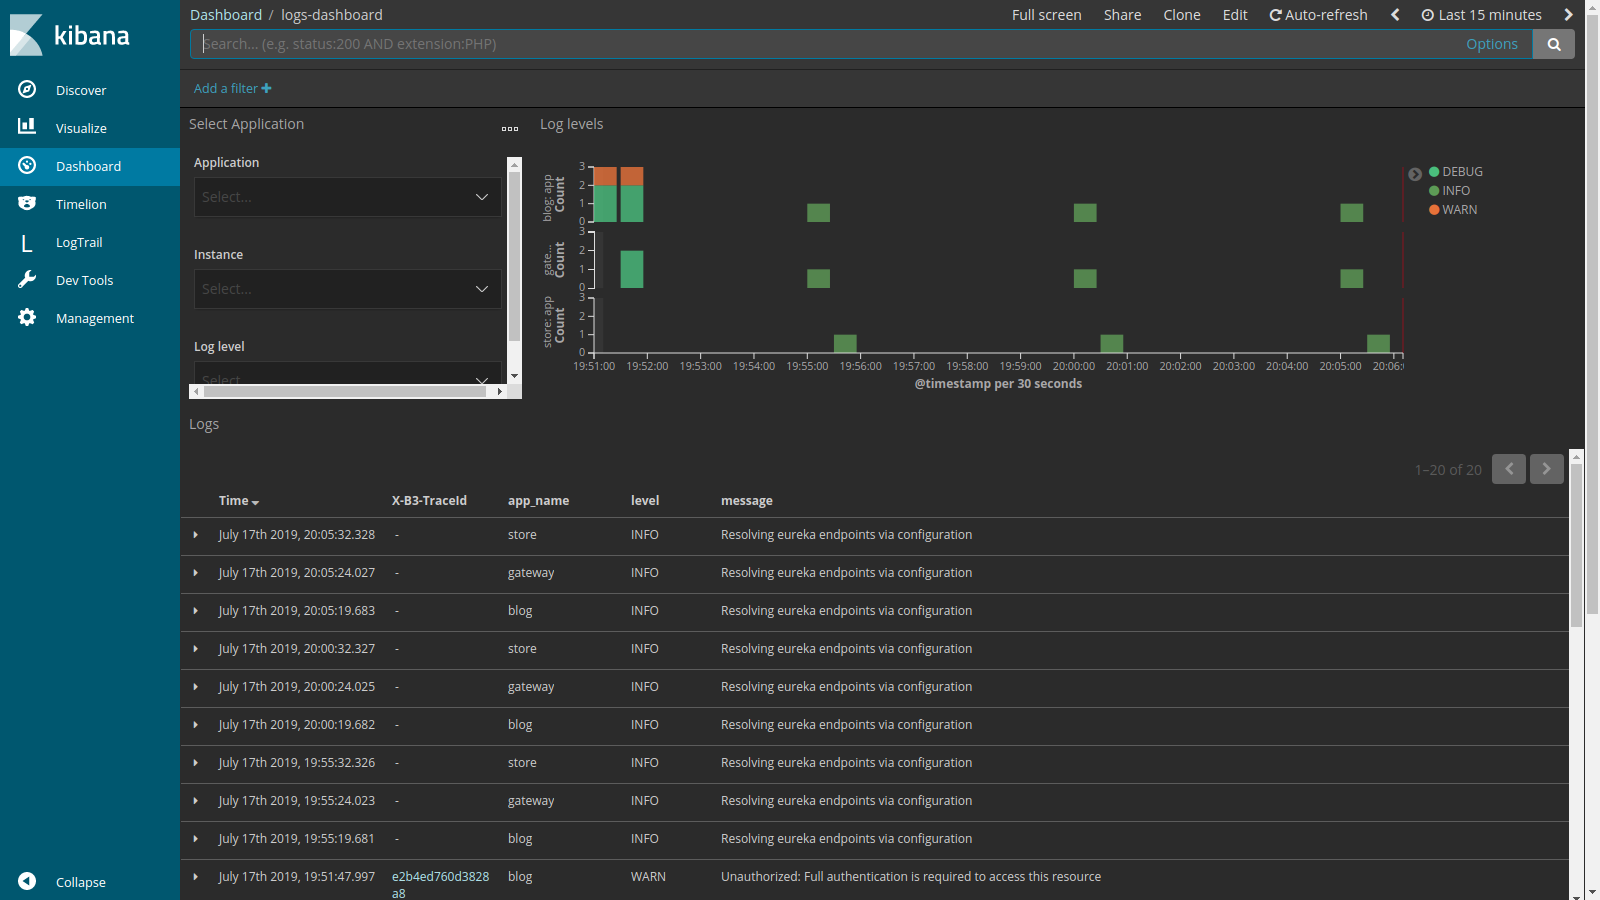 kibana
Discover
Visualize
Dashboard
Timelion
L LogTrail
Dev Tools
Management
Collapse
Dashboard / logs-dashboard
Full screen Share Clone Edit Auto-refresh Last 15 minutes
Search... (e.g. status:200 AND extension:PHP) Options
Add a filter
Select Application
Application
Select...
Instance
Select...
Log level
Select...
Log levels
blog: app
Count
3
2
1
0
gate...
Count
3
2
1
0
store: app
Count
3
2
1
0
19:51:00 19:52:00 19:53:00 19:54:00 19:55:00 19:56:00 19:57:00 19:58:00 19:59:00 20:00:00 20:01:00 20:02:00 20:03:00 20:04:00 20:05:00 20:06:
@timestamp per 30 seconds
DEBUG
INFO
WARN
Logs
1–20 of 20
Time X-B3-TraceId app_name level message
July 17th 2019, 20:05:32.328 - store INFO Resolving eureka endpoints via configuration
July 17th 2019, 20:05:24.027 - gateway INFO Resolving eureka endpoints via configuration
July 17th 2019, 20:05:19.683 - blog INFO Resolving eureka endpoints via configuration
July 17th 2019, 20:00:32.327 - store INFO Resolving eureka endpoints via configuration
July 17th 2019, 20:00:24.025 - gateway INFO Resolving eureka endpoints via configuration
July 17th 2019, 20:00:19.682 - blog INFO Resolving eureka endpoints via configuration
July 17th 2019, 19:55:32.326 - store INFO Resolving eureka endpoints via configuration
July 17th 2019, 19:55:24.023 - gateway INFO Resolving eureka endpoints via configuration
July 17th 2019, 19:55:19.681 - blog INFO Resolving eureka endpoints via configuration
July 17th 2019, 19:51:47.997 e2b4ed760d3828 blog WARN Unauthorized: Full authentication is required to access this resource
a8